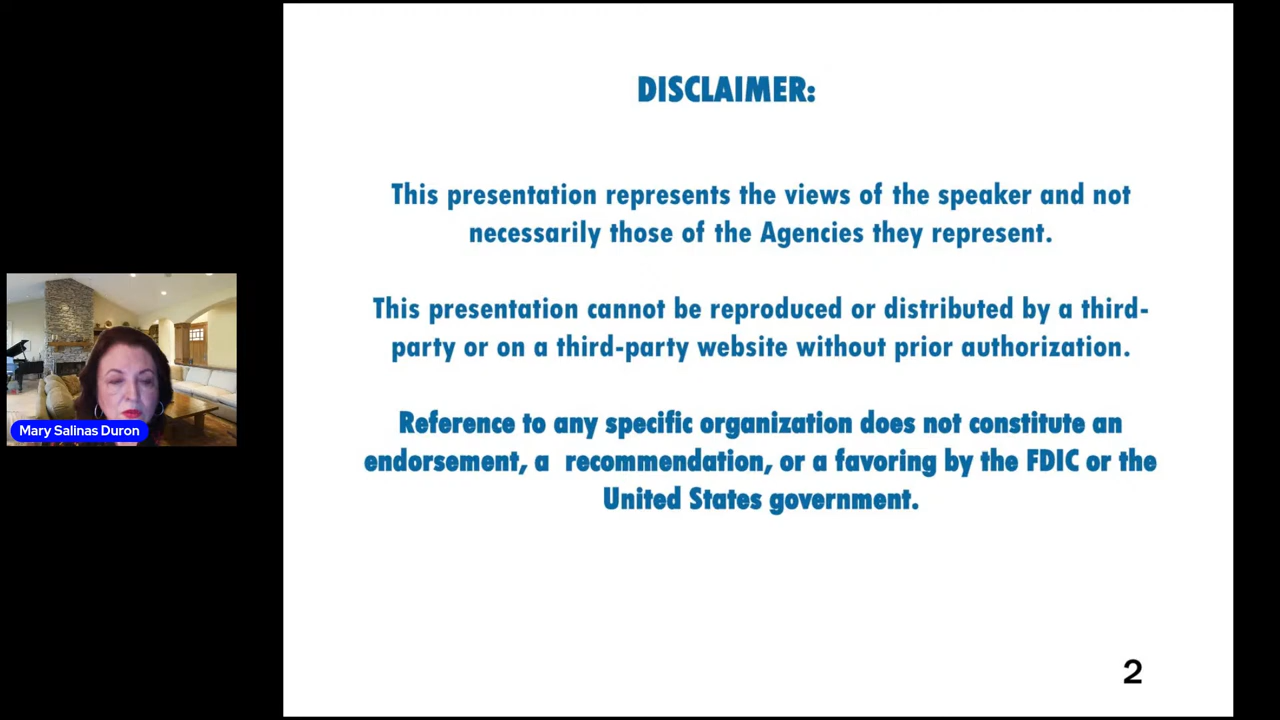 DISCLAIMER:
This presentation represents the views of the speaker and not
necessarily those of the Agencies they represent.
This presentation cannot be reproduced or distributed by a third-
party or on a third-party website without prior authorization.
Reference to any specific organization does not constitute an
endorsement, a recommendation, or a favoring by the FDIC or the
United States government.
Mary Salinas Duron
2